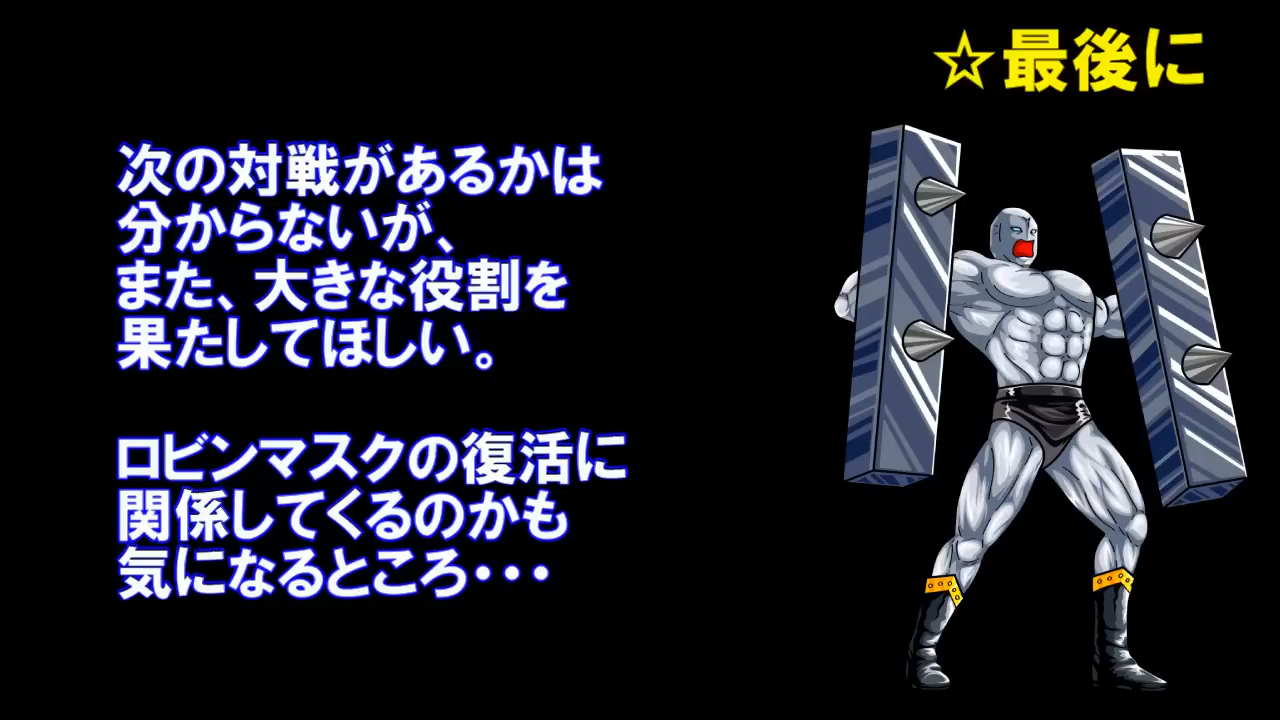 ☆最後に
次の対戦があるかは
分からないが、
また、大きな役割を
果たしてほしい。
ロビンマスクの復活に
関係してくるのかも
気になるところ・・・